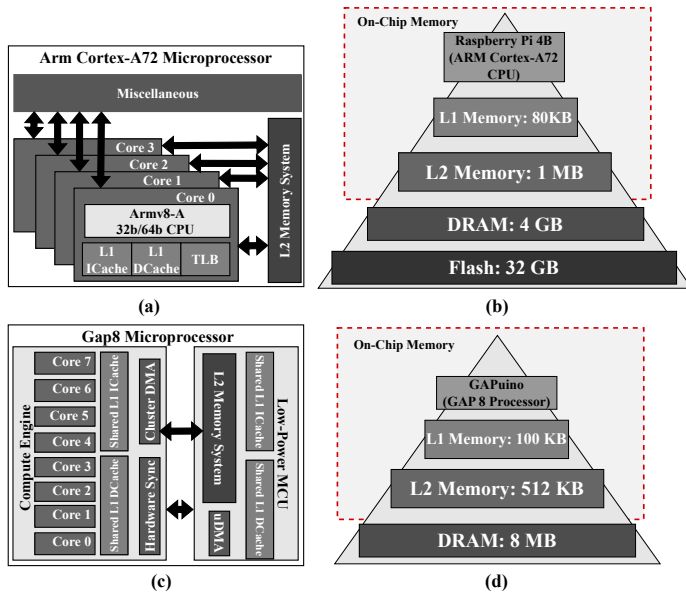 Arm Cortex-A72 Microprocessor
Miscellaneous
Core 3
Core 2
Core 1
Core 0
Armv8-A
32b/64b CPU
L1
ICache
L1
DCache
TLB
L2 Memory System
(a)
On-Chip Memory
Raspberry Pi 4B
(ARM Cortex-A72
CPU)
L1 Memory: 80KB
L2 Memory: 1 MB
DRAM: 4 GB
Flash: 32 GB
(b)
Gap8 Microprocessor
Compute Engine
Core 7
Core 6
Core 5
Core 4
Core 3
Core 2
Core 1
Core 0
Shared L1 ICache
Shared L1 DCache
Cluster DMA
Hardware Sync
L2 Memory
System
uDMA
Shared L1 ICache
Shared L1 DCache
Low-Power MCU
(c)
On-Chip Memory
GAPuino
(GAP 8 Processor)
L1 Memory: 100 KB
L2 Memory: 512 KB
DRAM: 8 MB
(d)